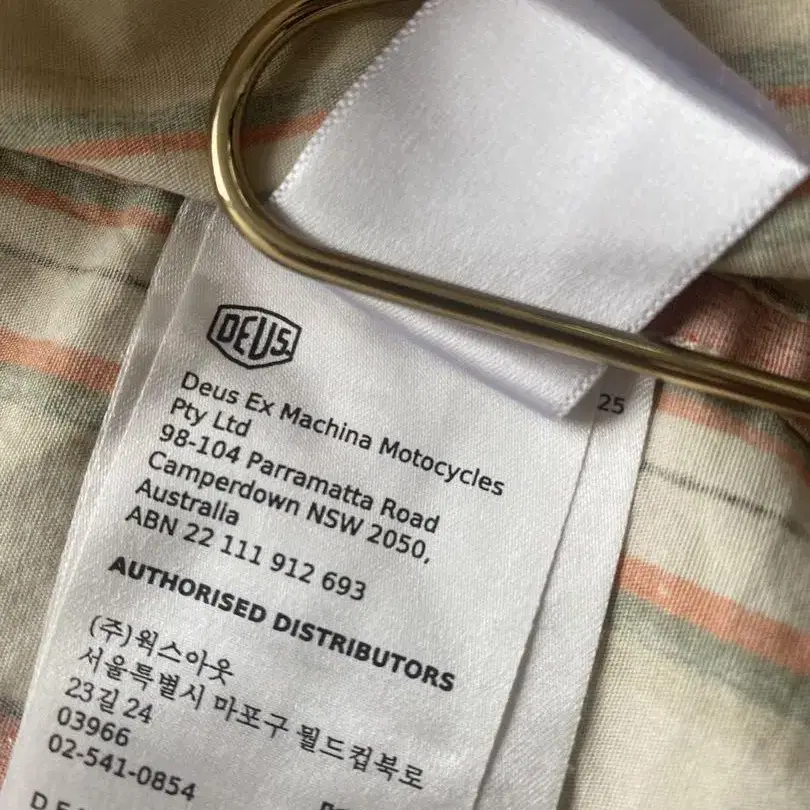 DEUS.
Deus Ex Machina Motocycles
Pty Ltd
98-104 Parramatta Road
Camperdown NSW 2050,
Australia
ABN 22 111 912 693
AUTHORISED DISTRIBUTORS
(주)웍스아웃
서울특별시 마포구 월드컵북로
23길 24
03966
02-541-0854
25